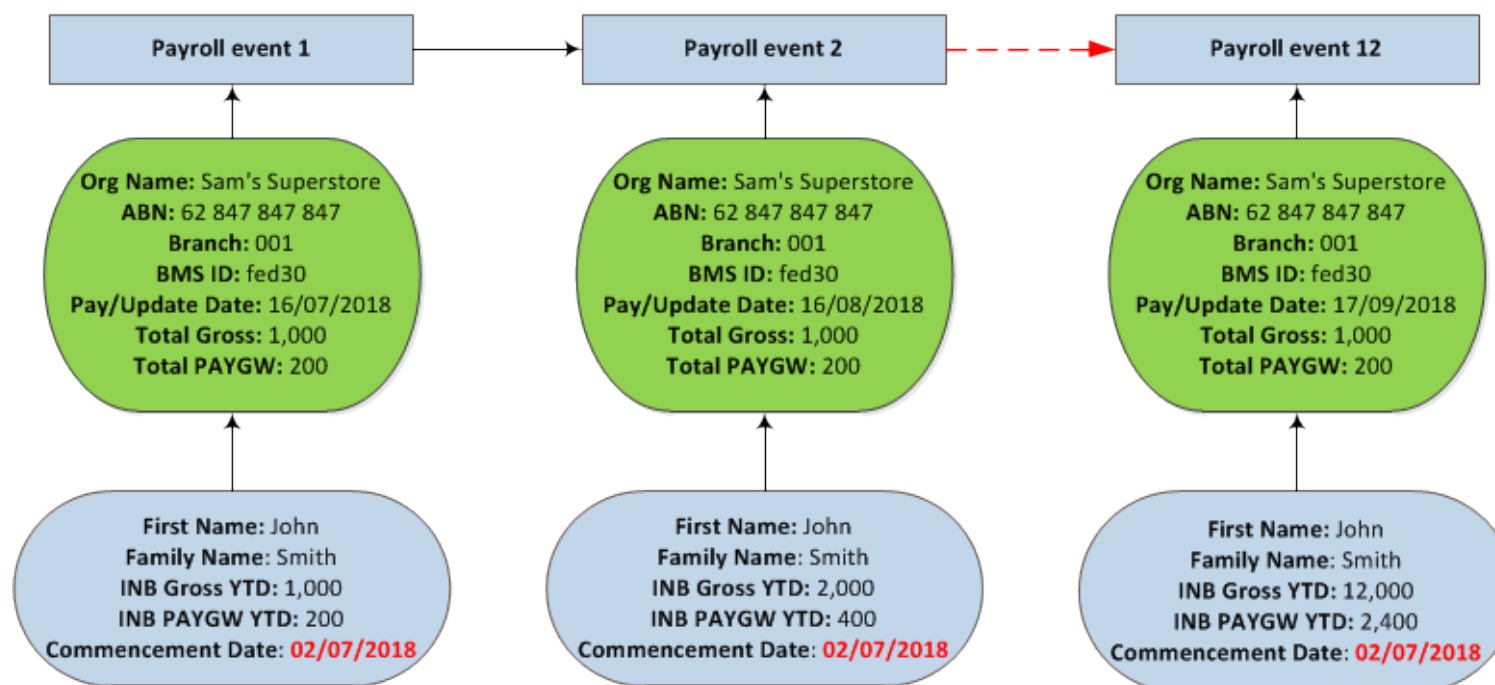 Payroll event 1
Payroll event 2
Payroll event 12
Org Name: Sam's Superstore
ABN: 62 847 847 847
Branch: 001
BMS ID: fed30
Pay/Update Date: 16/07/2018
Total Gross: 1,000
Total PAYGW: 200
Org Name: Sam's Superstore
ABN: 62 847 847 847
Branch: 001
BMS ID: fed30
Pay/Update Date: 16/08/2018
Total Gross: 1,000
Total PAYGW: 200
Org Name: Sam's Superstore
ABN: 62 847 847 847
Branch: 001
BMS ID: fed30
Pay/Update Date: 17/09/2018
Total Gross: 1,000
Total PAYGW: 200
First Name: John
Family Name: Smith
INB Gross YTD: 1,000
INB PAYGW YTD: 200
Commencement Date: 02/07/2018
First Name: John
Family Name: Smith
INB Gross YTD: 2,000
INB PAYGW YTD: 400
Commencement Date: 02/07/2018
First Name: John
Family Name: Smith
INB Gross YTD: 12,000
INB PAYGW YTD: 2,400
Commencement Date: 02/07/2018